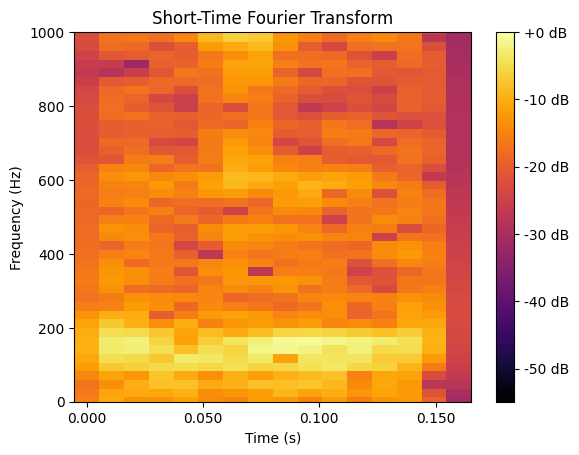 Short-Time Fourier Transform
1000
800
600
400
200
0
Frequency (Hz)
0.000
0.050
0.100
0.150
Time (s)
+0 dB
-10 dB
-20 dB
-30 dB
-40 dB
-50 dB